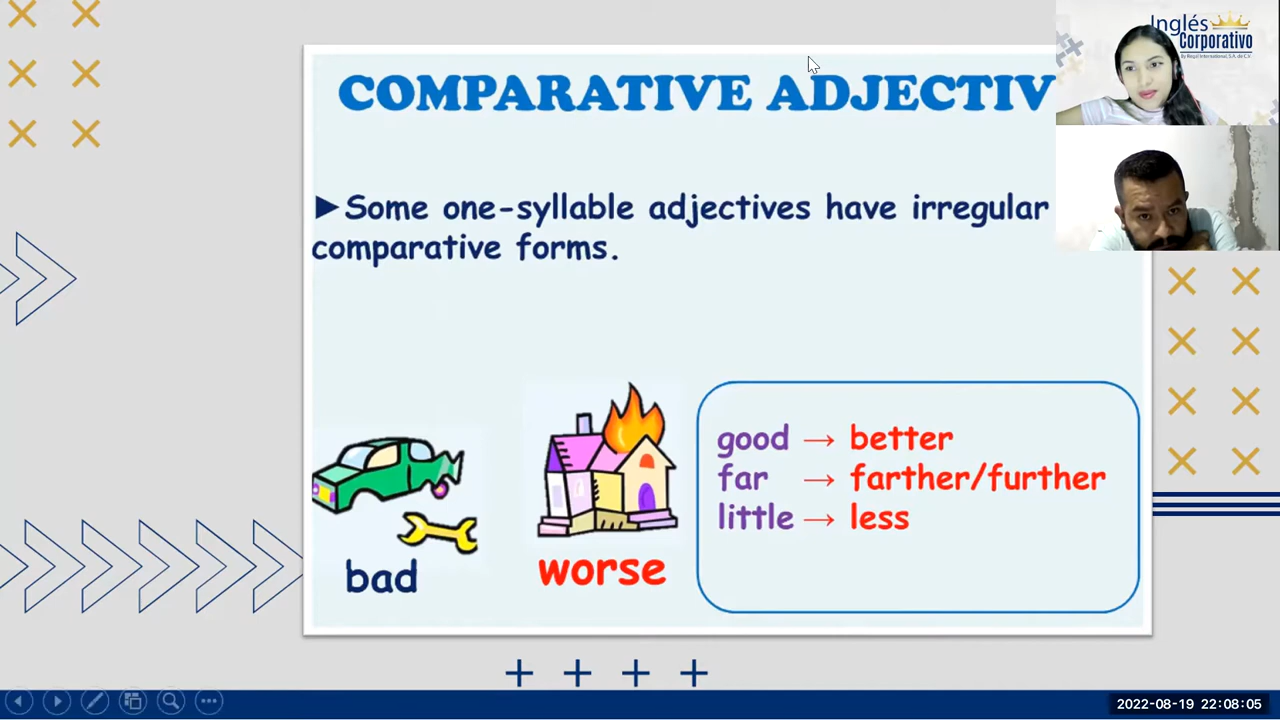 Inglés
Corporativo
COMPARATIVE ADJECTIV
►Some one-syllable adjectives have irregular
comparative forms.
good → better
far → farther/further
little → less
bad
worse
2022-08-19 22:08:05